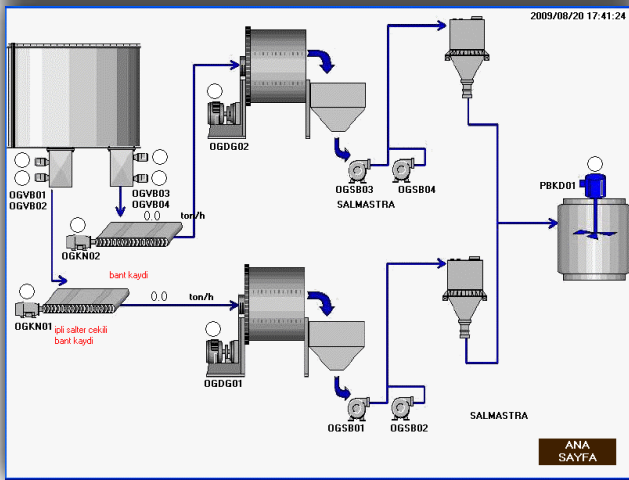 2009/08/20 17:41:24
OGDG02
OGSB03
OGSB04
SALMASTRA
PBKD01
OGVB01
OGVB02
OGVB03
OGVB04
0.0
ton/h
OGKN02
bant kaydi
0.0
ton/h
OGKN01
ipli salter cekili
bant kaydi
OGDG01
OGSB01
OGSB02
SALMASTRA
ANA
SAYFA